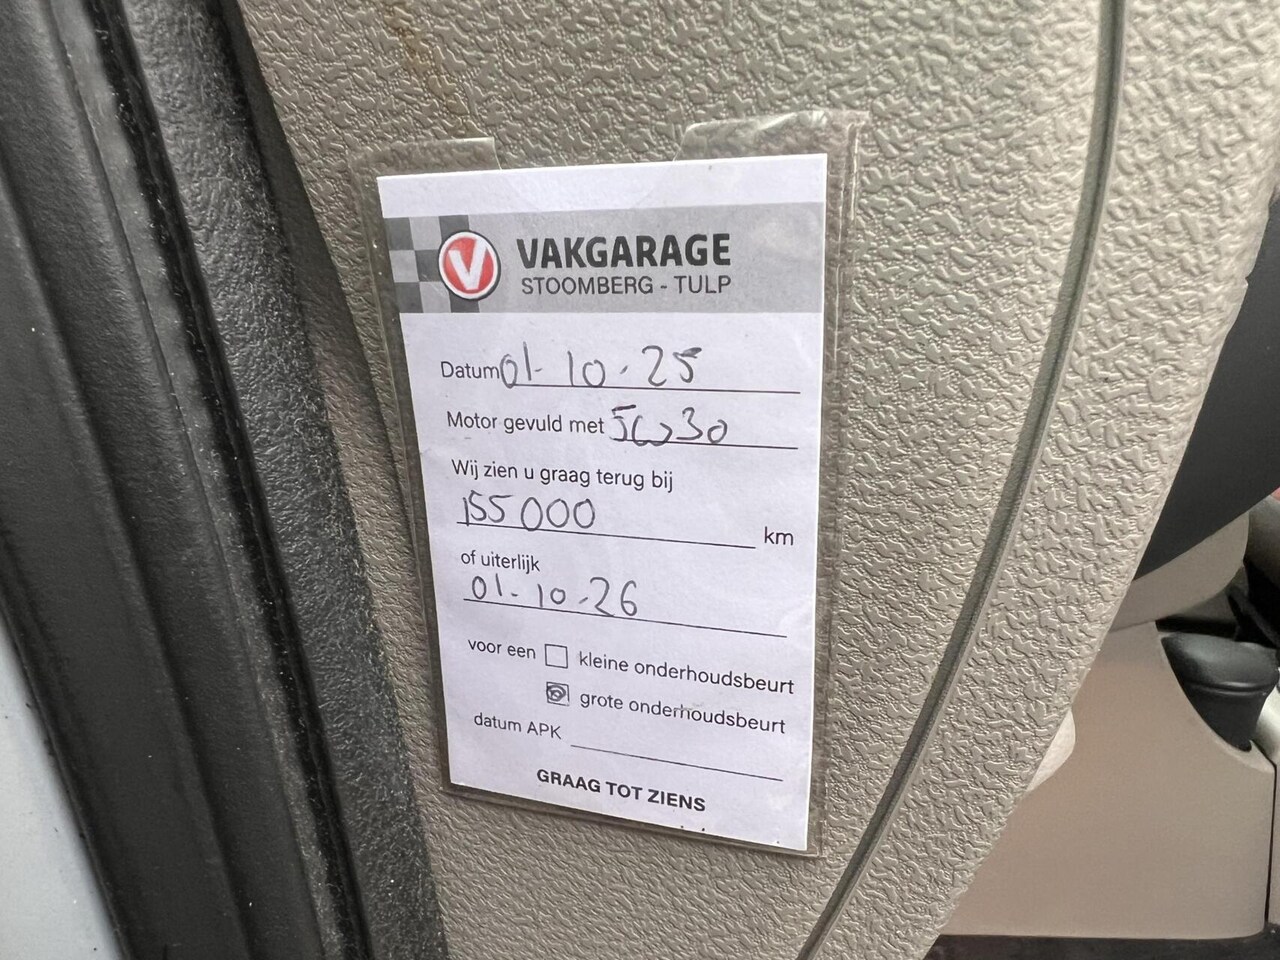 V VAKGARAGE
STOOMBERG - TULP
Datum 01-10-25
Motor gevuld met 5W30
Wij zien u graag terug bij
155000 km
of uiterlijk
01-10-26
voor een ☐ kleine onderhoudsbeurt
☒ grote onderhoudsbeurt
datum APK
GRAAG TOT ZIENS